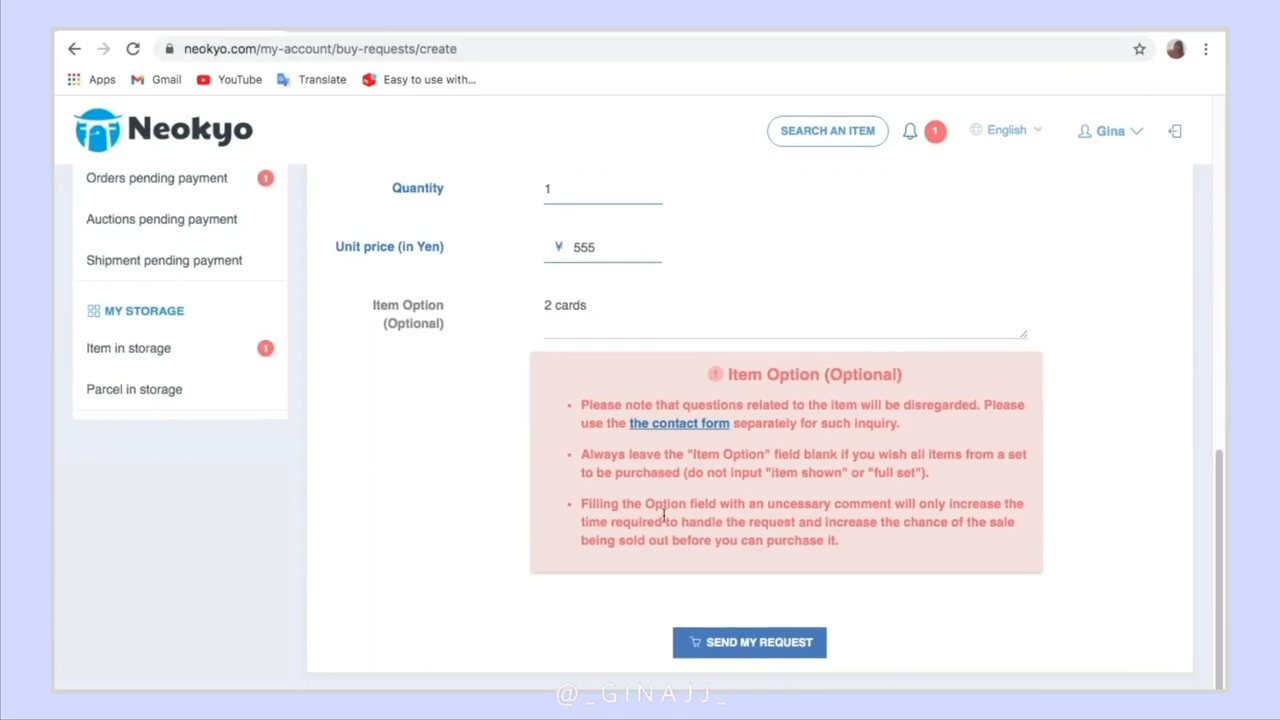 neokyo.com/my-account/buy-requests/create
Apps Gmail YouTube Translate Easy to use with...
Neokyo SEARCH AN ITEM 1 English Gina
Orders pending payment 1
Auctions pending payment
Shipment pending payment
MY STORAGE
Item in storage 1
Parcel in storage
Quantity 1
Unit price (in Yen) ¥ 555
Item Option 2 cards
(Optional)
Item Option (Optional)
• Please note that questions related to the item will be disregarded. Please
use the the contact form separately for such inquiry.
• Always leave the "Item Option" field blank if you wish all items from a set
to be purchased (do not input "item shown" or "full set").
• Filling the Option field with an uncessary comment will only increase the
time required to handle the request and increase the chance of the sale
being sold out before you can purchase it.
SEND MY REQUEST
@_GINAJJ_